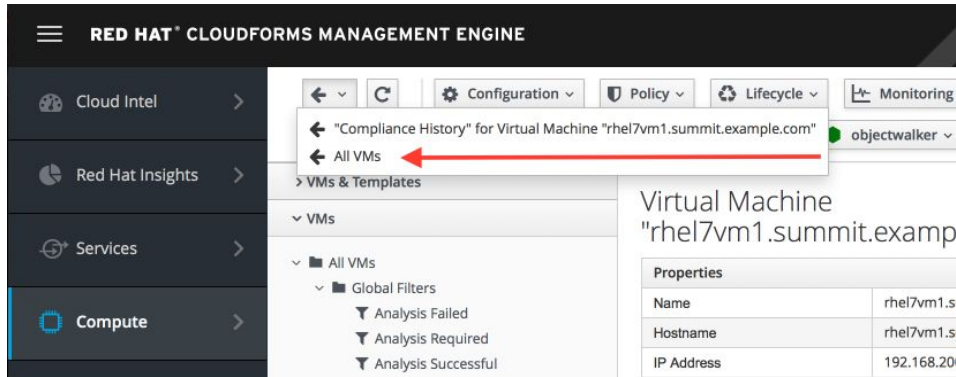 RED HAT® CLOUDFORMS MANAGEMENT ENGINE
Cloud Intel
Red Hat Insights
Services
Compute
Configuration
Policy
Lifecycle
Monitoring
"Compliance History" for Virtual Machine "rhel7vm1.summit.example.com"
All VMs
objectwalker
VMs & Templates
VMs
All VMs
Global Filters
Analysis Failed
Analysis Required
Analysis Successful
Virtual Machine
"rhel7vm1.summit.examp
Properties
Name rhel7vm1.s
Hostname rhel7vm1.s
IP Address 192.168.20